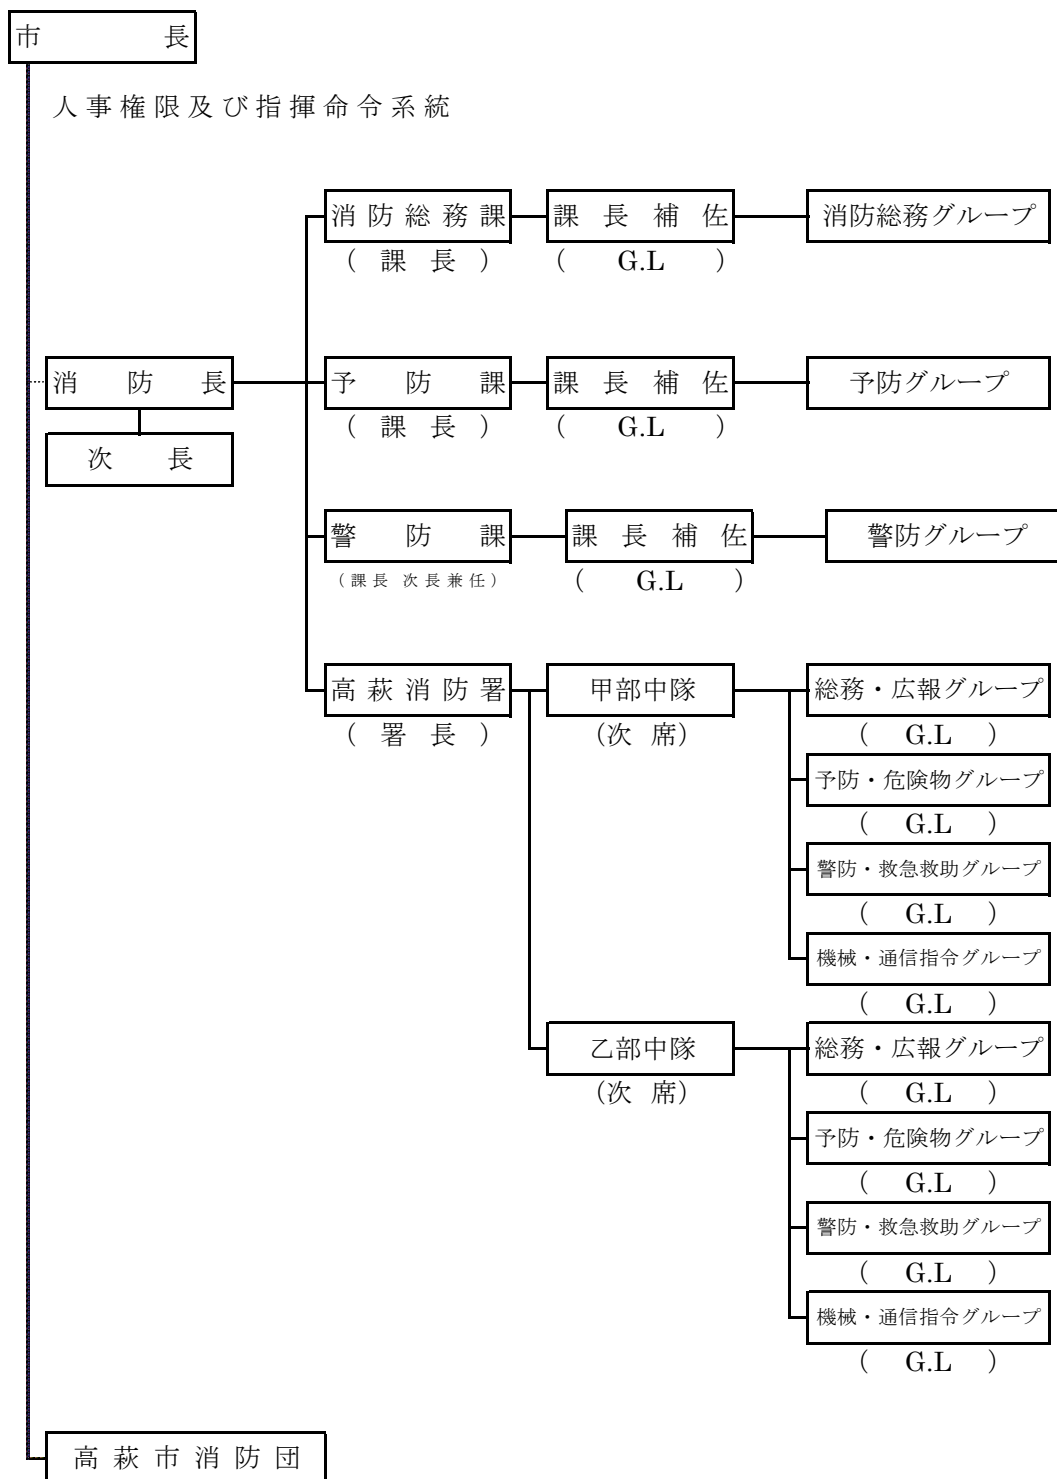 市長
人事権限及び指揮命令系統
消防総務課 課長補佐 消防総務グループ
(課長) (G.L)
消防長 予防課 課長補佐 予防グループ
(課長) (G.L)
次長
警防課 課長補佐 警防グループ
(課長 次長兼任) (G.L)
高萩消防署 甲部中隊 総務・広報グループ
(署長) (次席) (G.L)
予防・危険物グループ
(G.L)
警防・救急救助グループ
(G.L)
機械・通信指令グループ
(G.L)
乙部中隊 総務・広報グループ
(次席) (G.L)
予防・危険物グループ
(G.L)
警防・救急救助グループ
(G.L)
機械・通信指令グループ
(G.L)
高萩市消防団